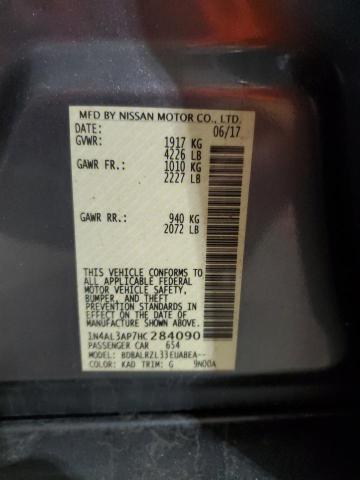 MFD BY NISSAN MOTOR CO., LTD.
DATE: 06/17
GVWR: 1917 KG
4226 LB
GAWR FR: 1010 KG
2227 LB
GAWR RR: 940 KG
2072 LB
THIS VEHICLE CONFORMS TO
ALL APPLICABLE FEDERAL
MOTOR VEHICLE SAFETY,
BUMPER, AND THEFT
PREVENTION STANDARDS IN
EFFECT ON THE DATE OF
MANUFACTURE SHOWN ABOVE
1N4AL3AP7HC284090
PASSENGER CAR 654
MODEL: BDBALRZL33EUABEA--
COLOR: KAD TRIM: G 9N00A